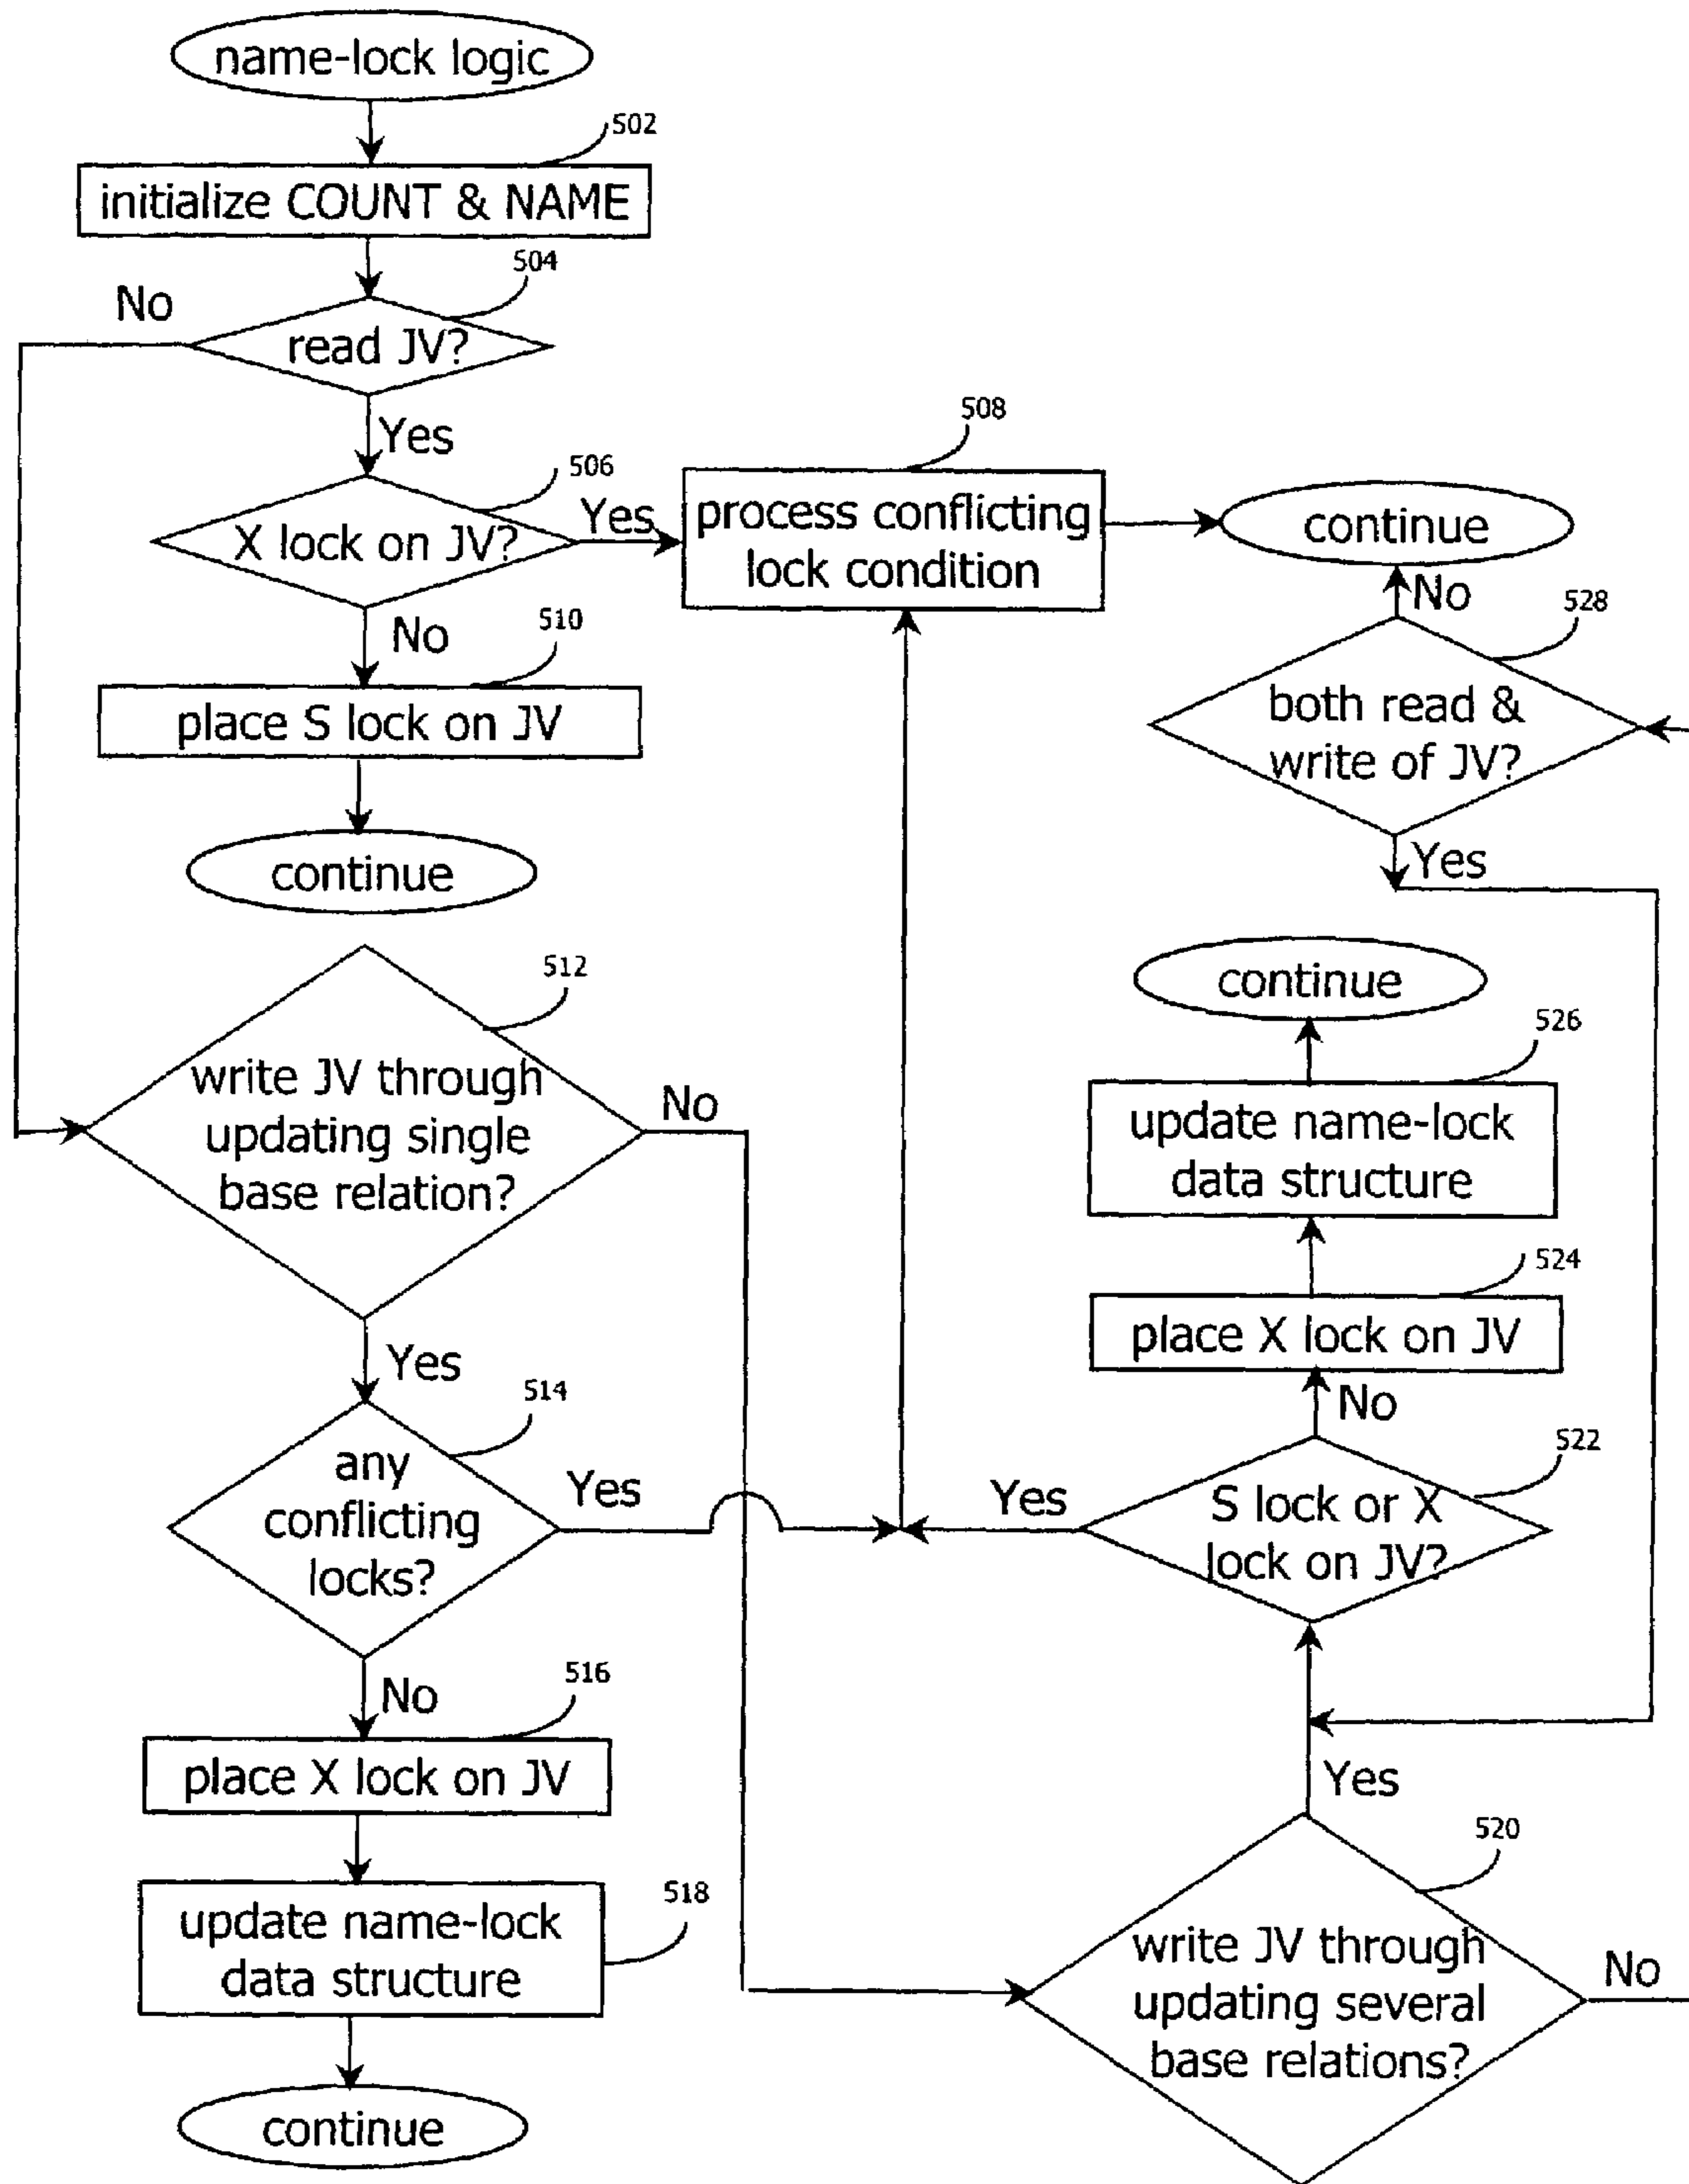 name-lock logic
502
initialize COUNT & NAME
504
No
read JV?
Yes
506
X lock on JV?
Yes
508
process conflicting
lock condition
continue
No
510
place S lock on JV
continue
No
528
both read &
write of JV?
Yes
512
write JV through
updating single
base relation?
No
Yes
514
any
conflicting
locks?
Yes
No
516
place X lock on JV
518
update name-lock
data structure
continue
continue
526
update name-lock
data structure
524
place X lock on JV
No
522
S lock or X
lock on JV?
Yes
Yes
520
write JV through
updating several
base relations?
No